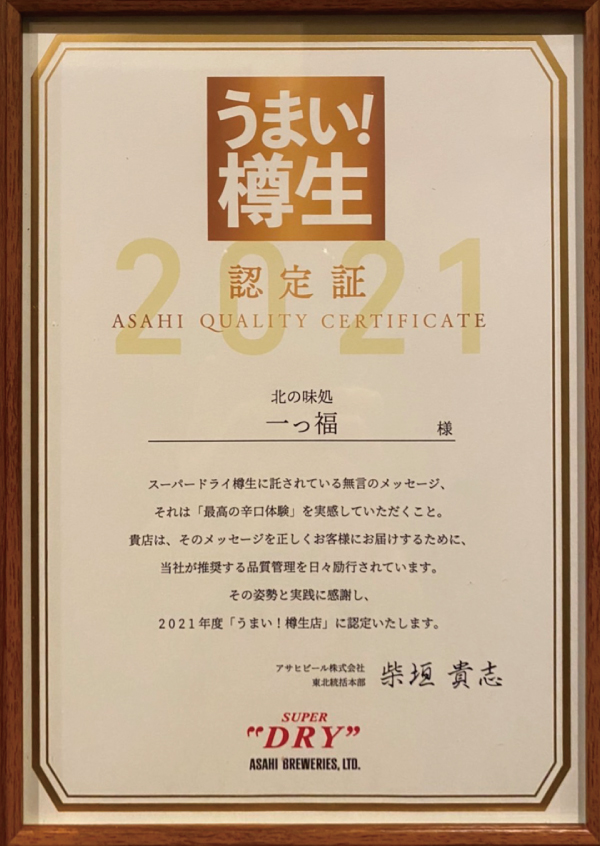 うまい!
樽生
2021
認定証
ASAHI QUALITY CERTIFICATE
北の味処
一っ福 様
スーパードライ樽生に託されている無言のメッセージ、
それは「最高の辛口体験」を実感していただくこと。
貴店は、そのメッセージを正しくお客様にお届けするために、
当社が推奨する品質管理を日々励行されています。
その姿勢と実践に感謝し、
2021年度「うまい!樽生店」に認定いたします。
アサヒビール株式会社
東北統括本部 柴垣 貴志
SUPER
"DRY"
ASAHI BREWERIES, LTD.